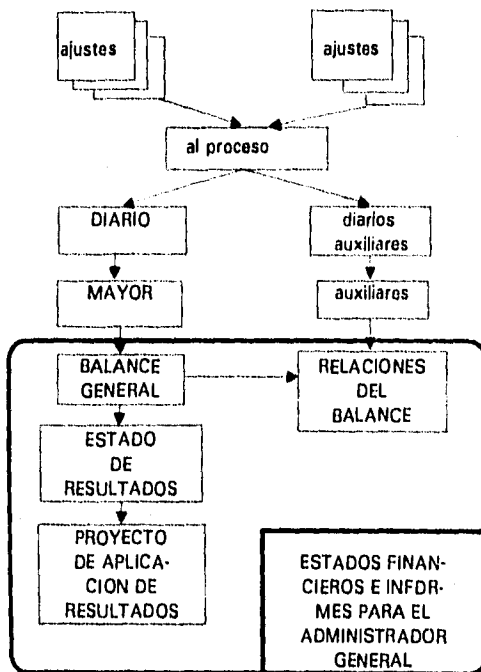 ajustes
ajustes
al proceso
DIARIO
diarios
auxiliares
MAYOR
auxiliares
BALANCE
GENERAL
RELACIONES
DEL
BALANCE
ESTADO
DE
RESULTADOS
PROYECTO
DE APLICA-
CION DE
RESULTADOS
ESTADOS FINAN-
CIEROS E INFOR-
MES PARA EL
ADMINISTRADOR
GENERAL